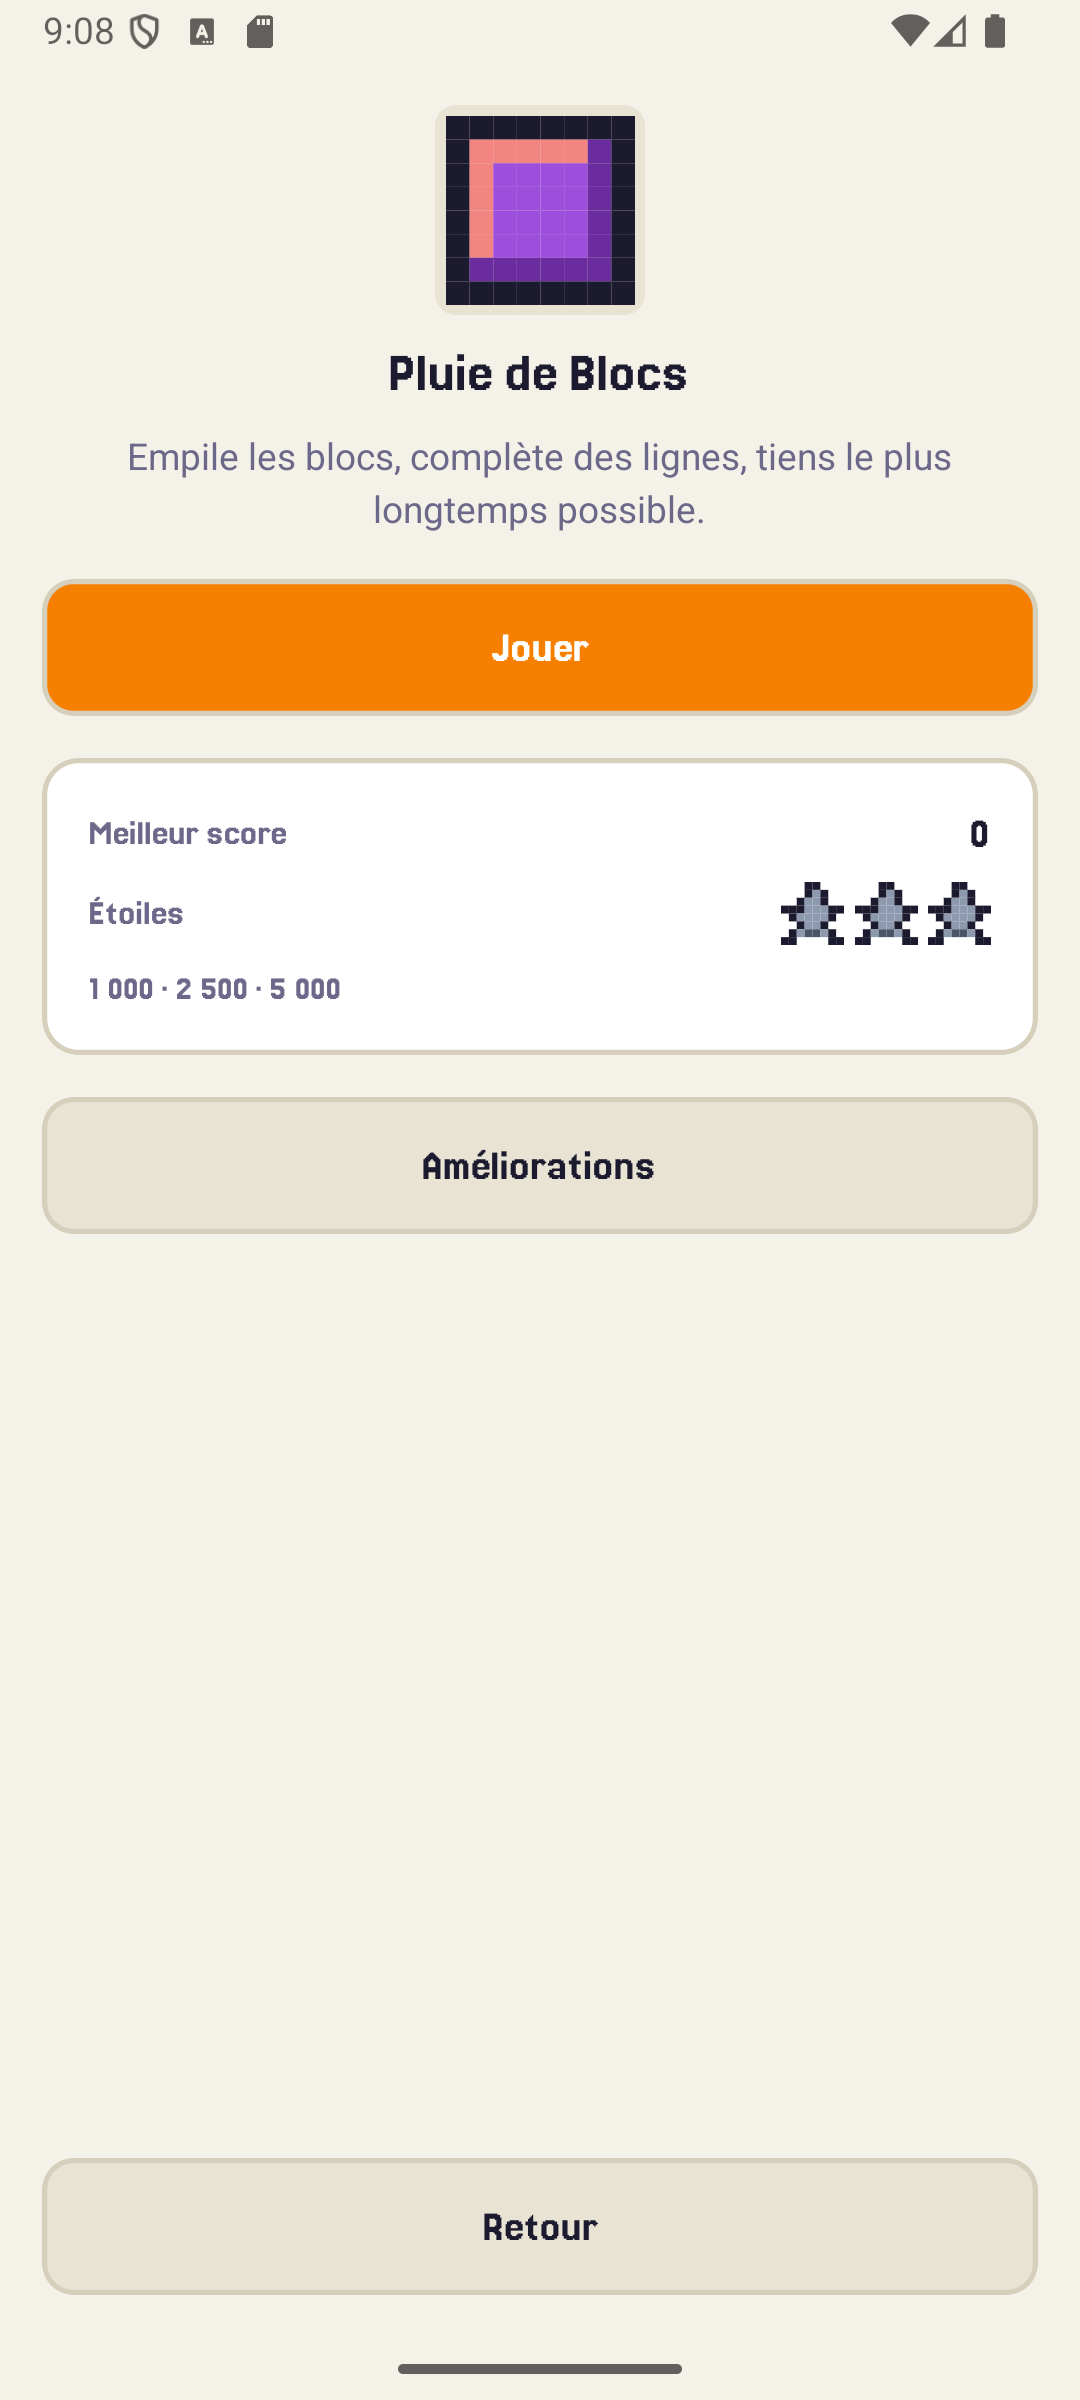 9:08
Pluie de Blocs
Empile les blocs, complète des lignes, tiens le plus
longtemps possible.
Jouer
Meilleur score 0
Étoiles
1 000 · 2 500 · 5 000
Améliorations
Retour